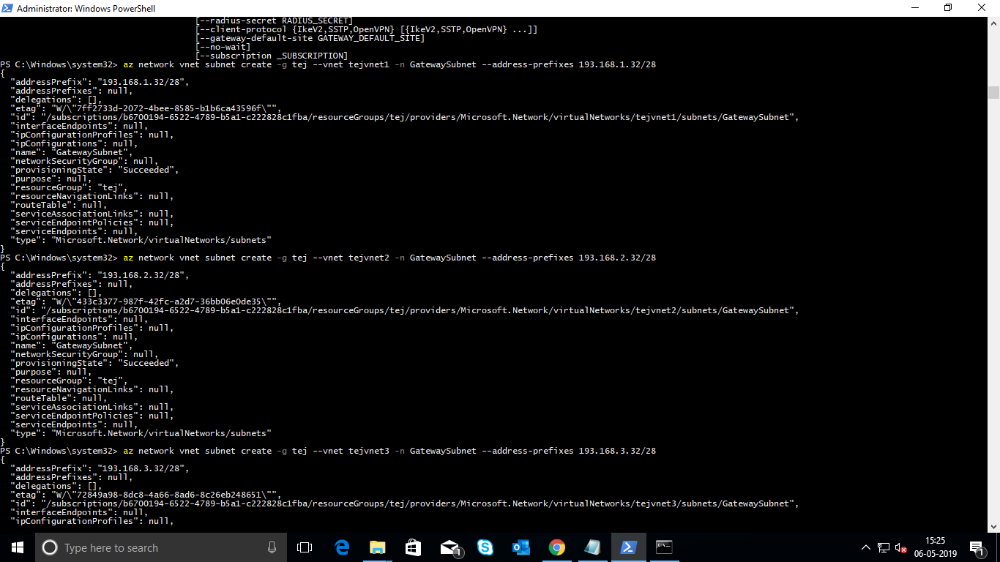 Administrator: Windows PowerShell
[--radius-secret RADIUS_SECRET]
[--client-protocol {IkeV2,SSTP,OpenVPN} [{IkeV2,SSTP,OpenVPN} ...]]
[--gateway-default-site GATEWAY_DEFAULT_SITE]
[--no-wait]
[--subscription _SUBSCRIPTION]
PS C:\Windows\system32> az network vnet subnet create -g tej --vnet tejvnet1 -n GatewaySubnet --address-prefixes 193.168.1.32/28
{
"addressPrefix": "193.168.1.32/28",
"addressPrefixes": null,
"delegations": [],
"etag": "W/\"7ff2733d-2072-4bee-8585-b1b6ca43596f\"",
"id": "/subscriptions/b6700194-6522-4789-b5a1-c222828c1fba/resourceGroups/tej/providers/Microsoft.Network/virtualNetworks/tejvnet1/subnets/GatewaySubnet",
"interfaceEndpoints": null,
"ipConfigurationProfiles": null,
"ipConfigurations": null,
"name": "GatewaySubnet",
"networkSecurityGroup": null,
"provisioningState": "Succeeded",
"purpose": null,
"resourceGroup": "tej",
"resourceNavigationLinks": null,
"routeTable": null,
"serviceAssociationLinks": null,
"serviceEndpointPolicies": null,
"serviceEndpoints": null,
"type": "Microsoft.Network/virtualNetworks/subnets"
}
PS C:\Windows\system32> az network vnet subnet create -g tej --vnet tejvnet2 -n GatewaySubnet --address-prefixes 193.168.2.32/28
{
"addressPrefix": "193.168.2.32/28",
"addressPrefixes": null,
"delegations": [],
"etag": "W/\"433c3377-987f-42fc-a2d7-36bb06e0de35\"",
"id": "/subscriptions/b6700194-6522-4789-b5a1-c222828c1fba/resourceGroups/tej/providers/Microsoft.Network/virtualNetworks/tejvnet2/subnets/GatewaySubnet",
"interfaceEndpoints": null,
"ipConfigurationProfiles": null,
"ipConfigurations": null,
"name": "GatewaySubnet",
"networkSecurityGroup": null,
"provisioningState": "Succeeded",
"purpose": null,
"resourceGroup": "tej",
"resourceNavigationLinks": null,
"routeTable": null,
"serviceAssociationLinks": null,
"serviceEndpointPolicies": null,
"serviceEndpoints": null,
"type": "Microsoft.Network/virtualNetworks/subnets"
}
PS C:\Windows\system32> az network vnet subnet create -g tej --vnet tejvnet3 -n GatewaySubnet --address-prefixes 193.168.3.32/28
{
"addressPrefix": "193.168.3.32/28",
"addressPrefixes": null,
"delegations": [],
"etag": "W/\"72849a98-8dc8-4a66-8ad6-8c26eb248651\"",
"id": "/subscriptions/b6700194-6522-4789-b5a1-c222828c1fba/resourceGroups/tej/providers/Microsoft.Network/virtualNetworks/tejvnet3/subnets/GatewaySubnet",
"interfaceEndpoints": null,
"ipConfigurationProfiles": null,
Type here to search
1
15:25
06-05-2019
1